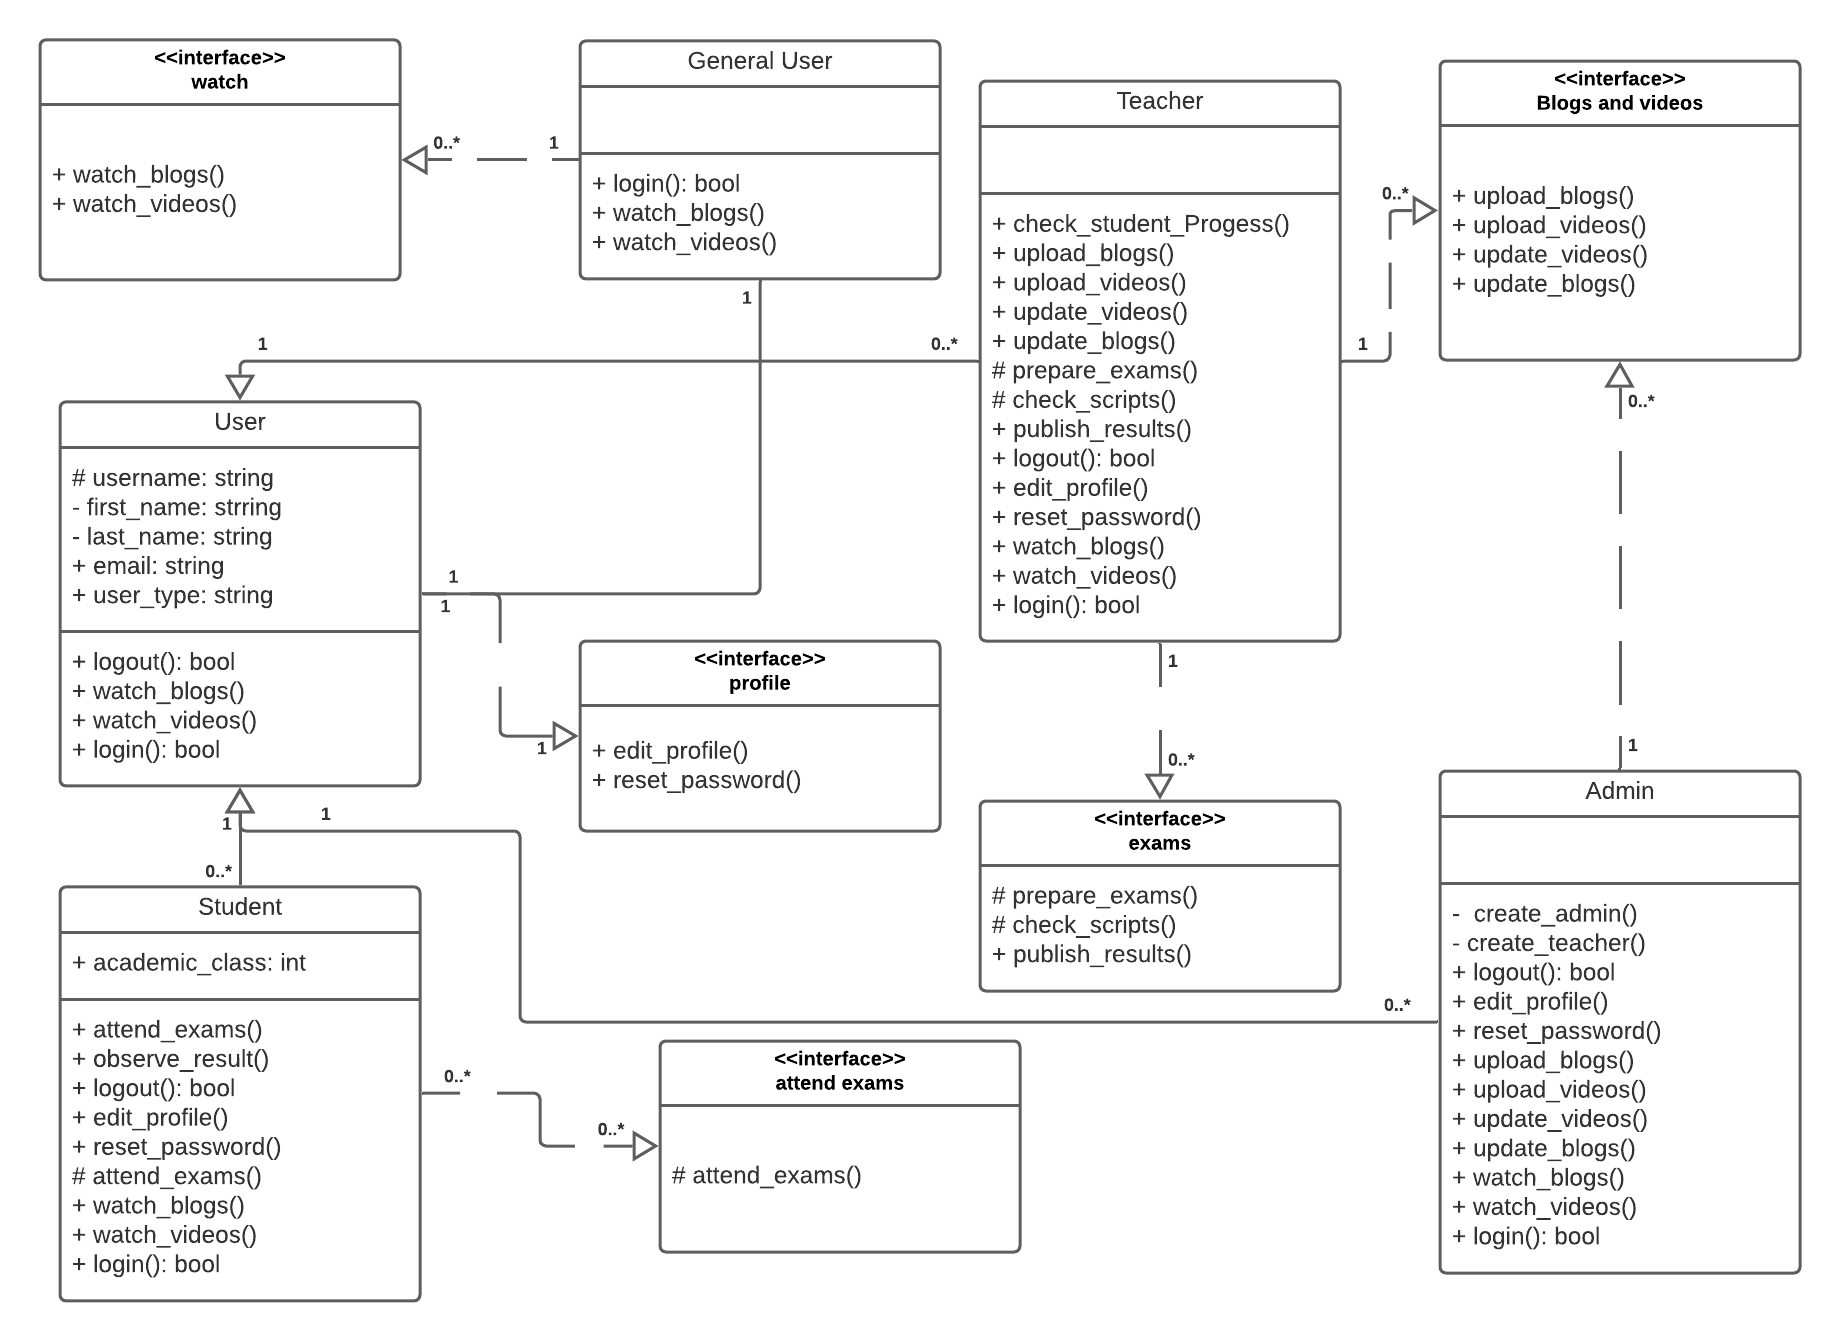 <<interface>>
watch
+ watch_blogs()
+ watch_videos()
0..*
1
General User
+ login(): bool
+ watch_blogs()
+ watch_videos()
1
Teacher
+ check_student_Progess()
+ upload_blogs()
+ upload_videos()
+ update_videos()
+ update_blogs()
# prepare_exams()
# check_scripts()
+ publish_results()
+ logout(): bool
+ edit_profile()
+ reset_password()
+ watch_blogs()
+ watch_videos()
+ login(): bool
0..*
1
1
0..*
<<interface>>
Blogs and videos
+ upload_blogs()
+ upload_videos()
+ update_videos()
+ update_blogs()
0..*
1
User
# username: string
- first_name: strring
- last_name: string
+ email: string
+ user_type: string
+ logout(): bool
+ watch_blogs()
+ watch_videos()
+ login(): bool
1
1
1
<<interface>>
profile
+ edit_profile()
+ reset_password()
1
0..*
<<interface>>
exams
# prepare_exams()
# check_scripts()
+ publish_results()
1
1
0..*
0..*
Student
+ academic_class: int
+ attend_exams()
+ observe_result()
+ logout(): bool
+ edit_profile()
+ reset_password()
# attend_exams()
+ watch_blogs()
+ watch_videos()
+ login(): bool
0..*
0..*
<<interface>>
attend exams
# attend_exams()
Admin
- create_admin()
- create_teacher()
+ logout(): bool
+ edit_profile()
+ reset_password()
+ upload_blogs()
+ upload_videos()
+ update_videos()
+ update_blogs()
+ watch_blogs()
+ watch_videos()
+ login(): bool